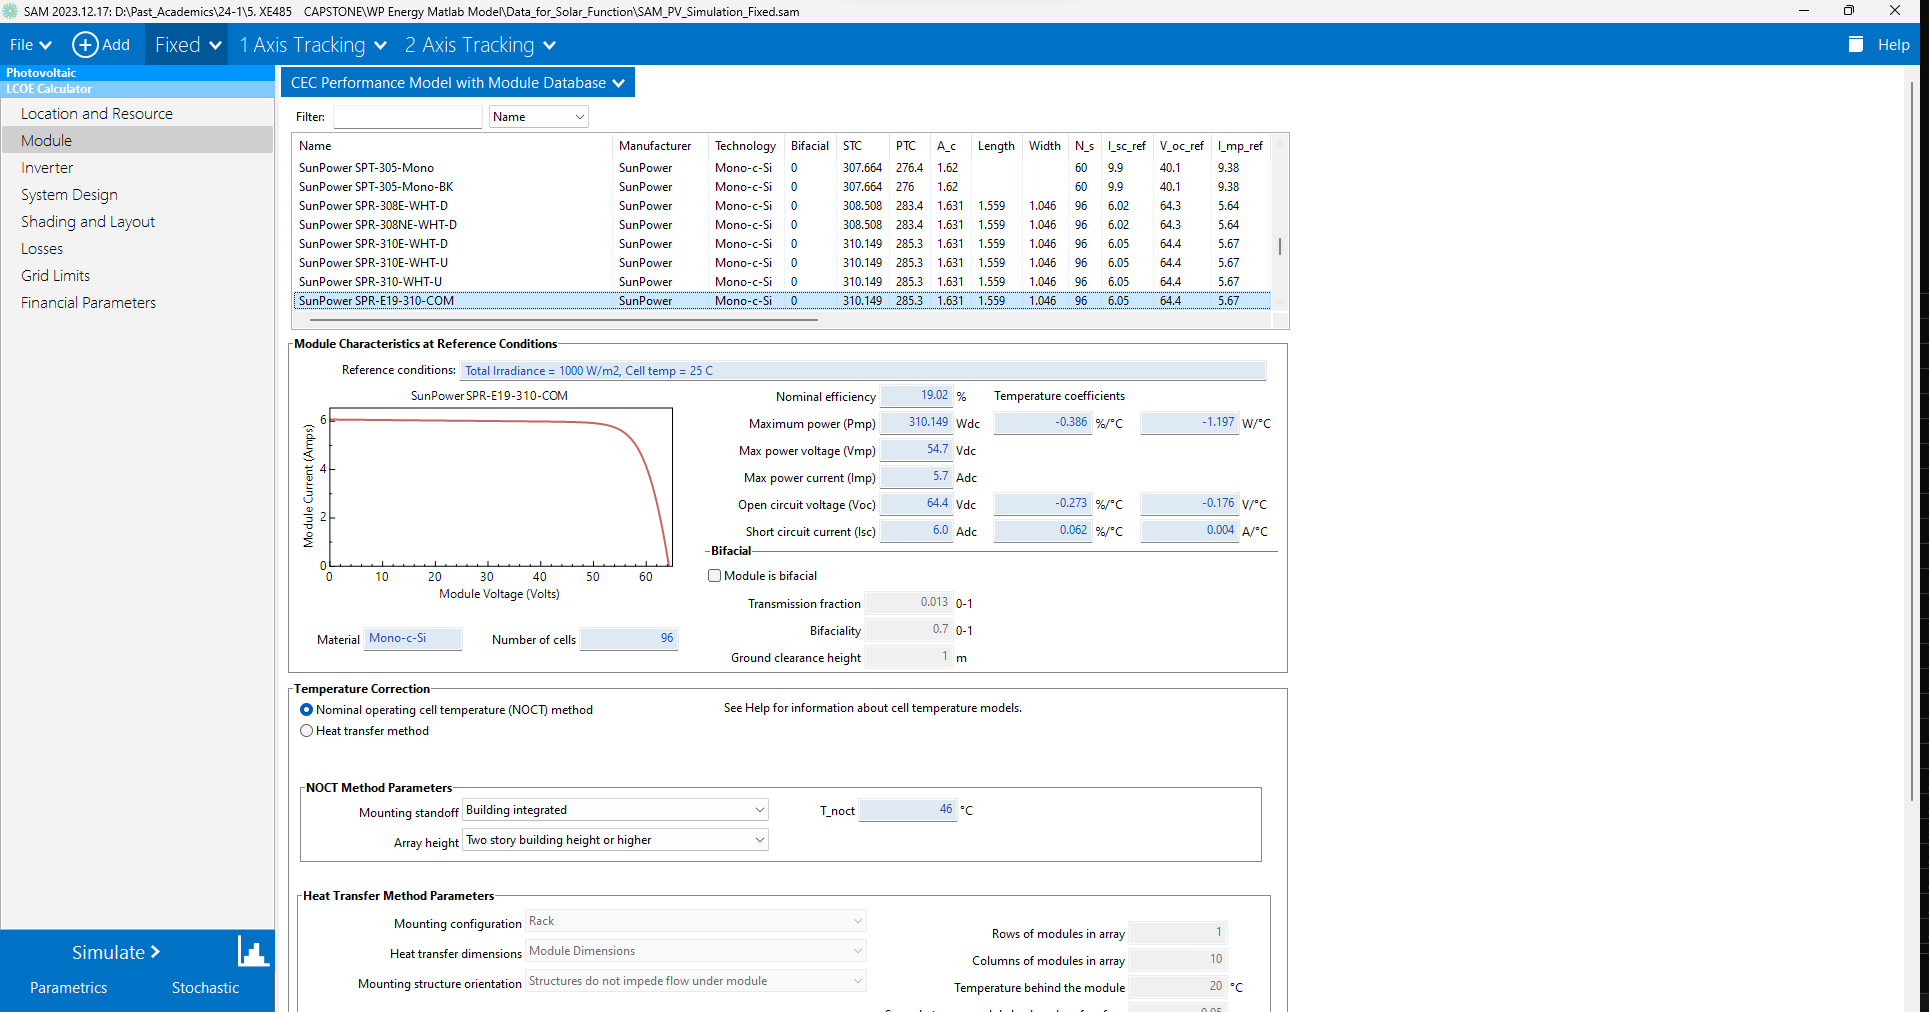 SAM 2023.12.17: D:\Past_Academics\24-1\5. XE485    CAPSTONE\WP Energy Matlab Model\Data_for_Solar_Function\SAM_PV_Simulation_Fixed.sam
File Add Fixed 1 Axis Tracking 2 Axis Tracking Help
Photovoltaic
LCOE Calculator
Location and Resource
Module
Inverter
System Design
Shading and Layout
Losses
Grid Limits
Financial Parameters
Simulate >
Parametrics Stochastic
CEC Performance Model with Module Database
Filter: Name
Name Manufacturer Technology Bifacial STC PTC A_c Length Width N_s I_sc_ref V_oc_ref I_mp_ref
SunPower SPT-305-Mono SunPower Mono-c-Si 0 307.664 276.4 1.62 60 9.9 40.1 9.38
SunPower SPT-305-Mono-BK SunPower Mono-c-Si 0 307.664 276 1.62 60 9.9 40.1 9.38
SunPower SPR-308E-WHT-D SunPower Mono-c-Si 0 308.508 283.4 1.631 1.559 1.046 96 6.02 64.3 5.64
SunPower SPR-308NE-WHT-D SunPower Mono-c-Si 0 308.508 283.4 1.631 1.559 1.046 96 6.02 64.3 5.64
SunPower SPR-310E-WHT-D SunPower Mono-c-Si 0 310.149 285.3 1.631 1.559 1.046 96 6.05 64.4 5.67
SunPower SPR-310E-WHT-U SunPower Mono-c-Si 0 310.149 285.3 1.631 1.559 1.046 96 6.05 64.4 5.67
SunPower SPR-310-WHT-U SunPower Mono-c-Si 0 310.149 285.3 1.631 1.559 1.046 96 6.05 64.4 5.67
SunPower SPR-E19-310-COM SunPower Mono-c-Si 0 310.149 285.3 1.631 1.559 1.046 96 6.05 64.4 5.67
Module Characteristics at Reference Conditions
Reference conditions: Total Irradiance = 1000 W/m2, Cell temp = 25 C
SunPower SPR-E19-310-COM
Module Current (Amps)
6
4
2
0
0 10 20 30 40 50 60
Module Voltage (Volts)
Material Mono-c-Si Number of cells 96
Nominal efficiency 19.02 % Temperature coefficients
Maximum power (Pmp) 310.149 Wdc -0.386 %/°C -1.197 W/°C
Max power voltage (Vmp) 54.7 Vdc
Max power current (Imp) 5.7 Adc
Open circuit voltage (Voc) 64.4 Vdc -0.273 %/°C -0.176 V/°C
Short circuit current (Isc) 6.0 Adc 0.062 %/°C 0.004 A/°C
Bifacial
Module is bifacial
Transmission fraction 0.013 0-1
Bifaciality 0.7 0-1
Ground clearance height 1 m
Temperature Correction
Nominal operating cell temperature (NOCT) method See Help for information about cell temperature models.
Heat transfer method
NOCT Method Parameters
Mounting standoff Building integrated T_noct 46 °C
Array height Two story building height or higher
Heat Transfer Method Parameters
Mounting configuration Rack
Heat transfer dimensions Module Dimensions
Mounting structure orientation Structures do not impede flow under module
Rows of modules in array 1
Columns of modules in array 10
Temperature behind the module 20 °C